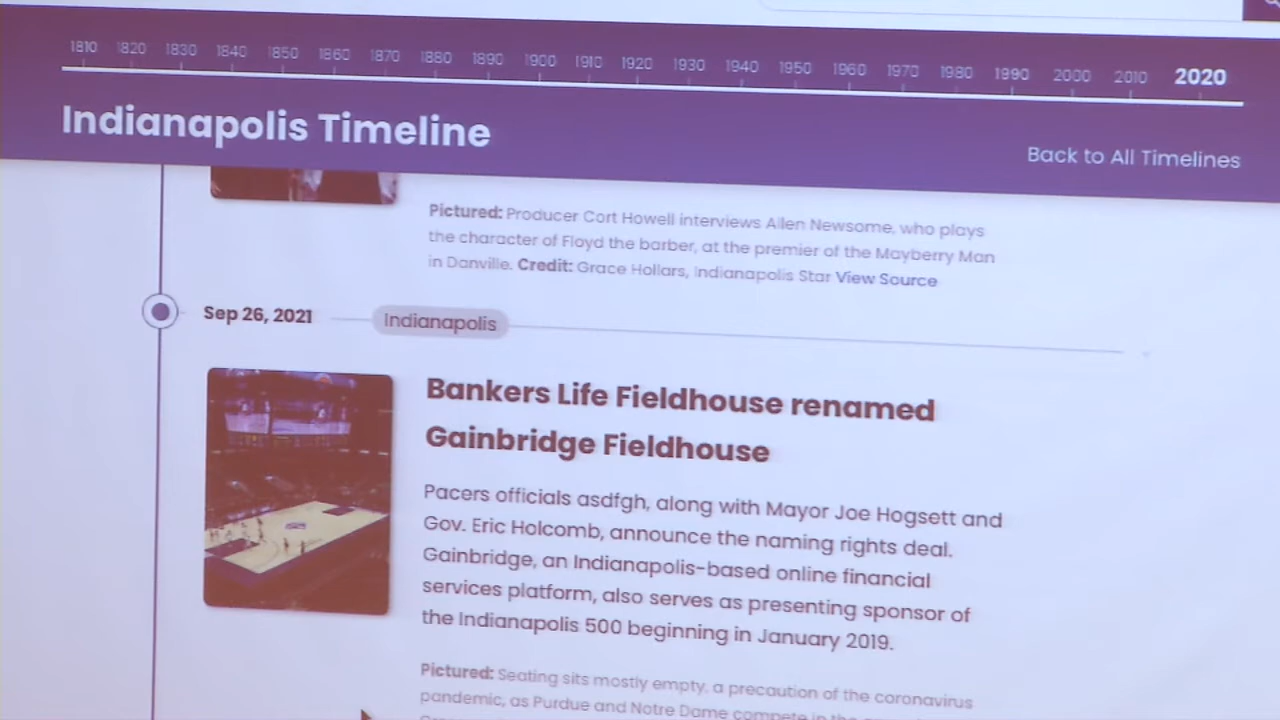 1810 1820 1830 1840 1850 1860 1870 1880 1890 1900 1910 1920 1930 1940 1950 1960 1970 1980 1990 2000 2010 2020
Indianapolis Timeline
Back to All Timelines
Pictured: Producer Cort Howell interviews Allen Newsome, who plays
the character of Floyd the barber, at the premier of the Mayberry Man
in Danville. Credit: Grace Hollars, Indianapolis Star View Source
Sep 26, 2021
Indianapolis
Bankers Life Fieldhouse renamed
Gainbridge Fieldhouse
Pacers officials asdfgh, along with Mayor Joe Hogsett and
Gov. Eric Holcomb, announce the naming rights deal.
Gainbridge, an Indianapolis-based online financial
services platform, also serves as presenting sponsor of
the Indianapolis 500 beginning in January 2019.
Pictured: Seating sits mostly empty, a precaution of the coronavirus
pandemic, as Purdue and Notre Dame compete in the